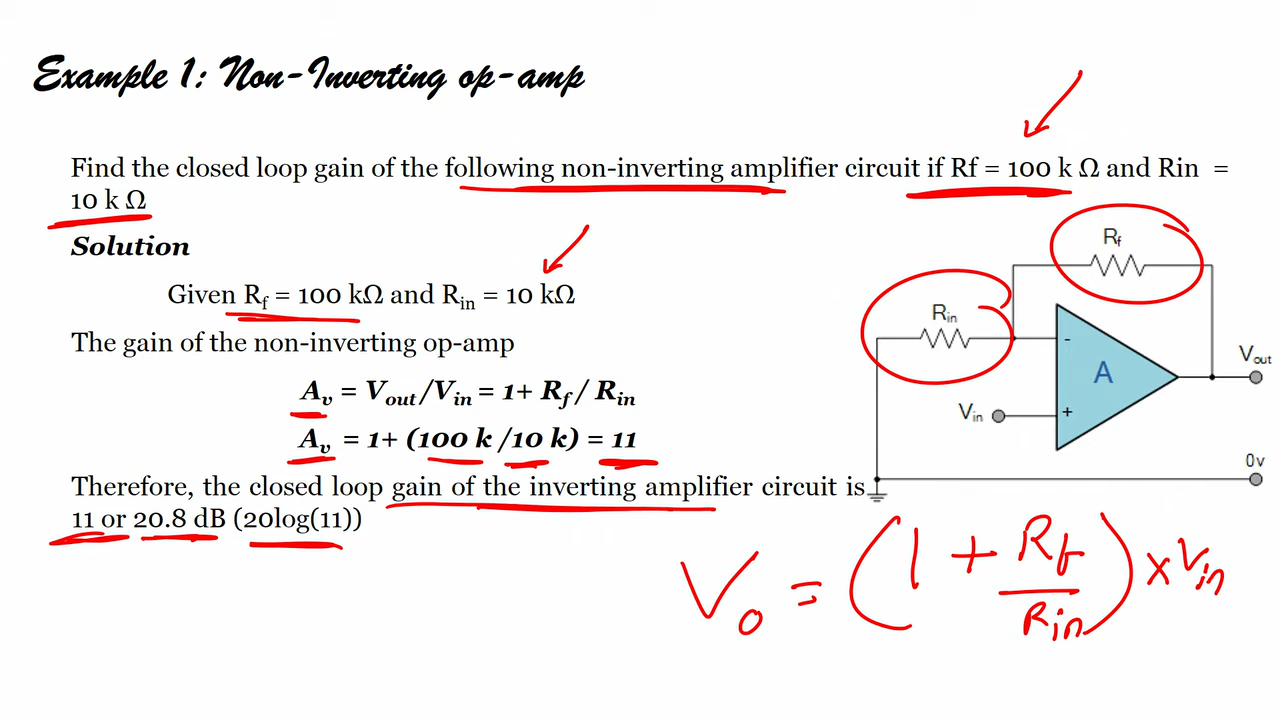 Example 1: Non-Inverting op-amp
Find the closed loop gain of the following non-inverting amplifier circuit if Rf = 100 k Ω and Rin =
10 k Ω
Solution
Given Rf = 100 kΩ and Rin = 10 kΩ
The gain of the non-inverting op-amp
Av = Vout/Vin = 1+ Rf/ Rin
Av = 1+ (100 k /10 k) = 11
Therefore, the closed loop gain of the inverting amplifier circuit is
11 or 20.8 dB (20log(11))
Rf
Rin
-
A
Vout
Vin
+
0v
Vo = (1 + Rf/Rin) x Vin